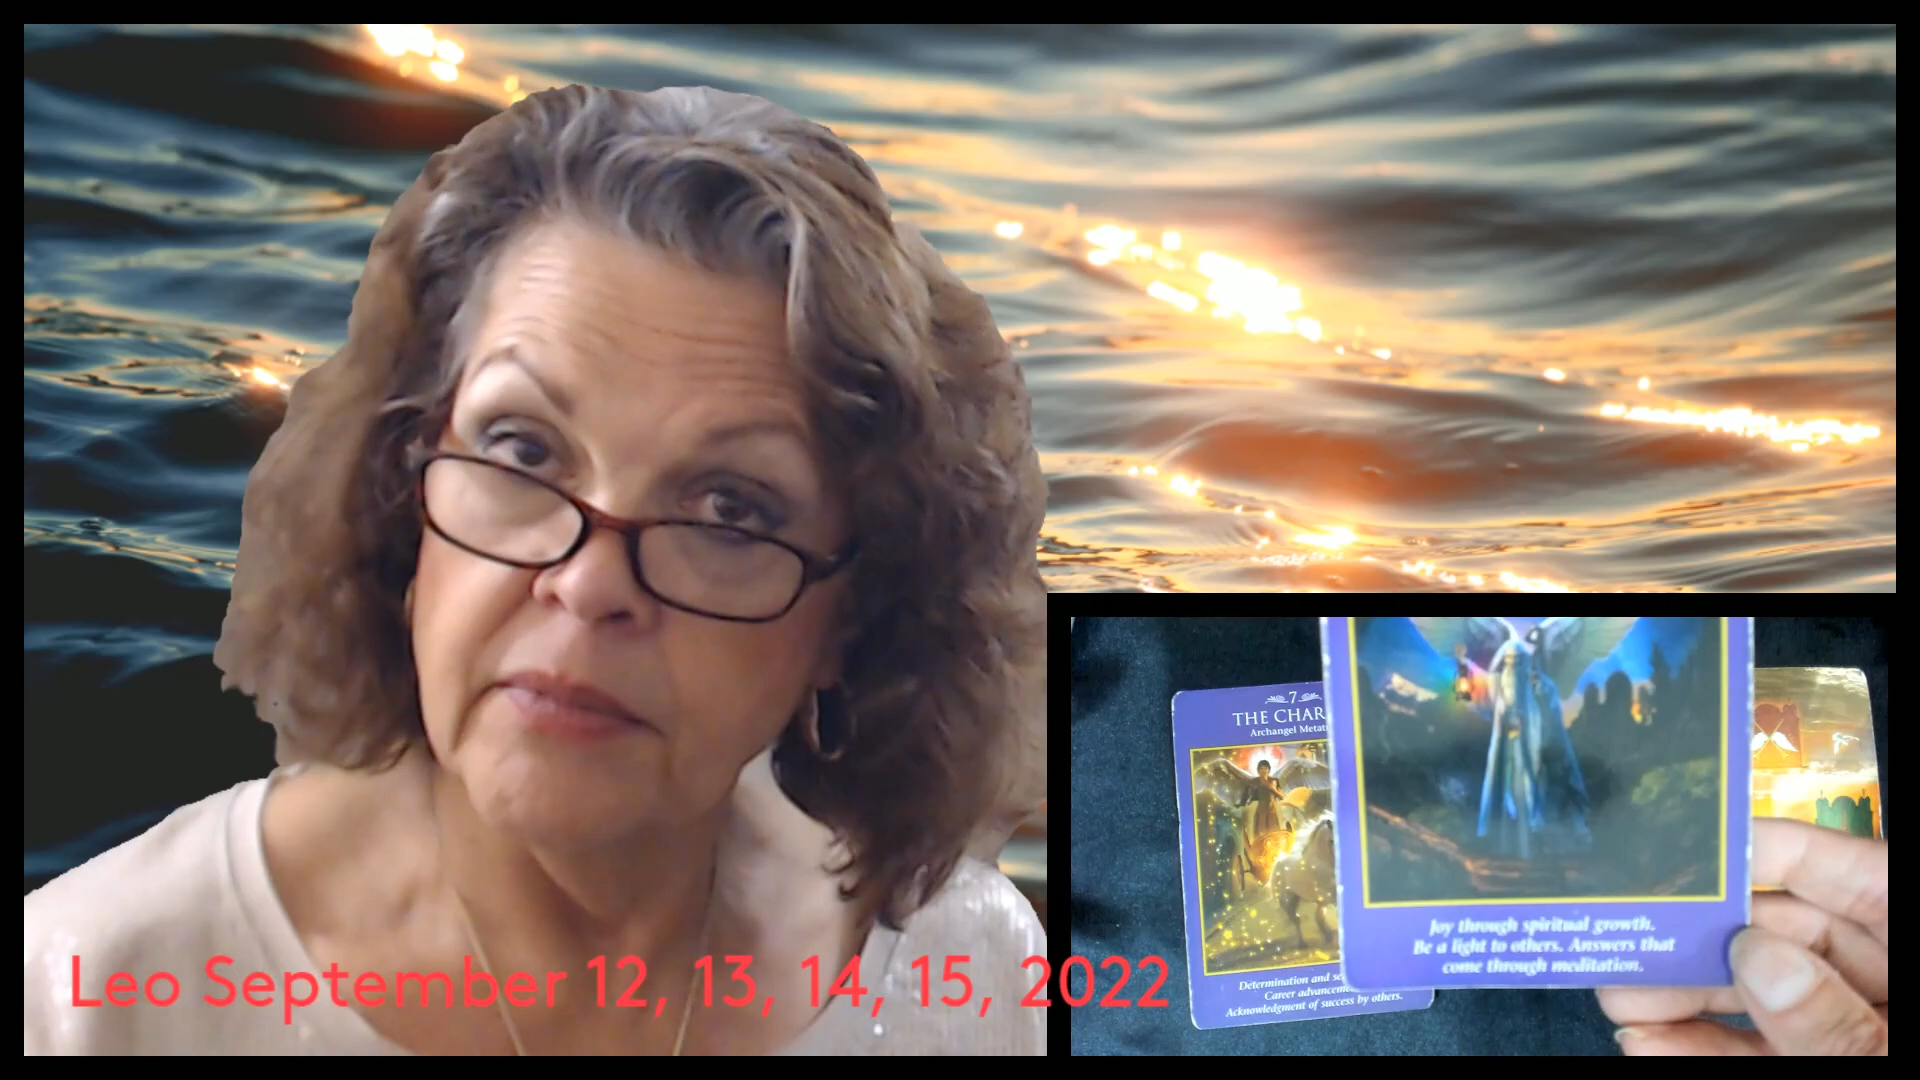 Leo September 12, 13, 14, 15, 2022
7
THE CHAR
Archangel Metat
Determination and se
Career advancem
Acknowledgment of success by others.
Joy through spiritual growth.
Be a light to others. Answers that
come through meditation.